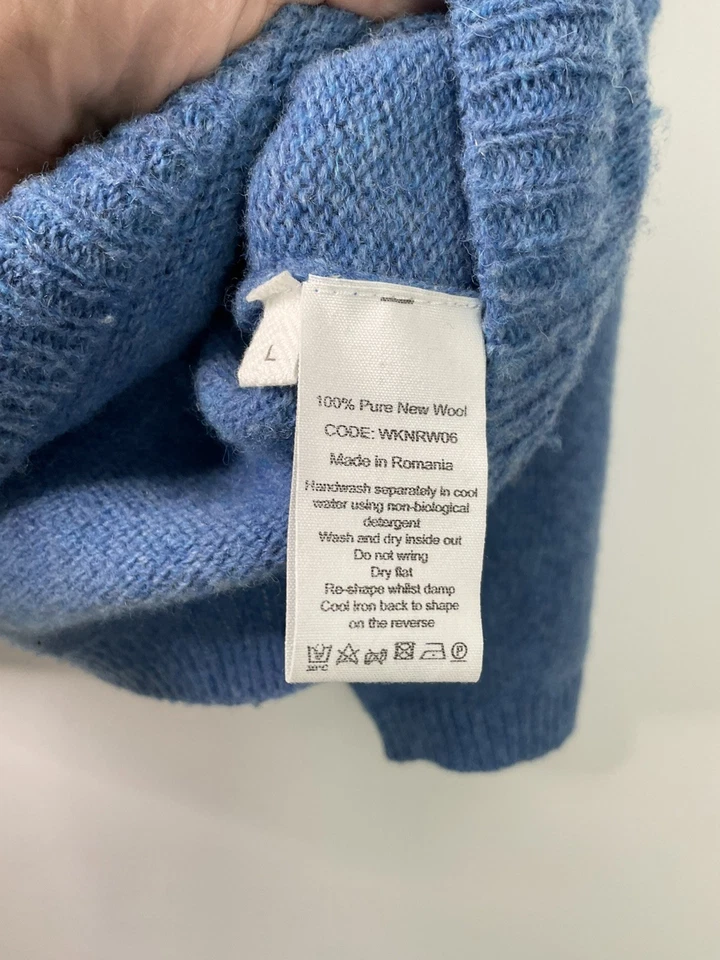 L
100% Pure New Wool
CODE: WKNRW06
Made in Romania
Handwash separately in cool
water using non-biological
detergent
Wash and dry inside out
Do not wring
Dry flat
Re-shape whilst damp
Cool iron back to shape
on the reverse
30°C
P